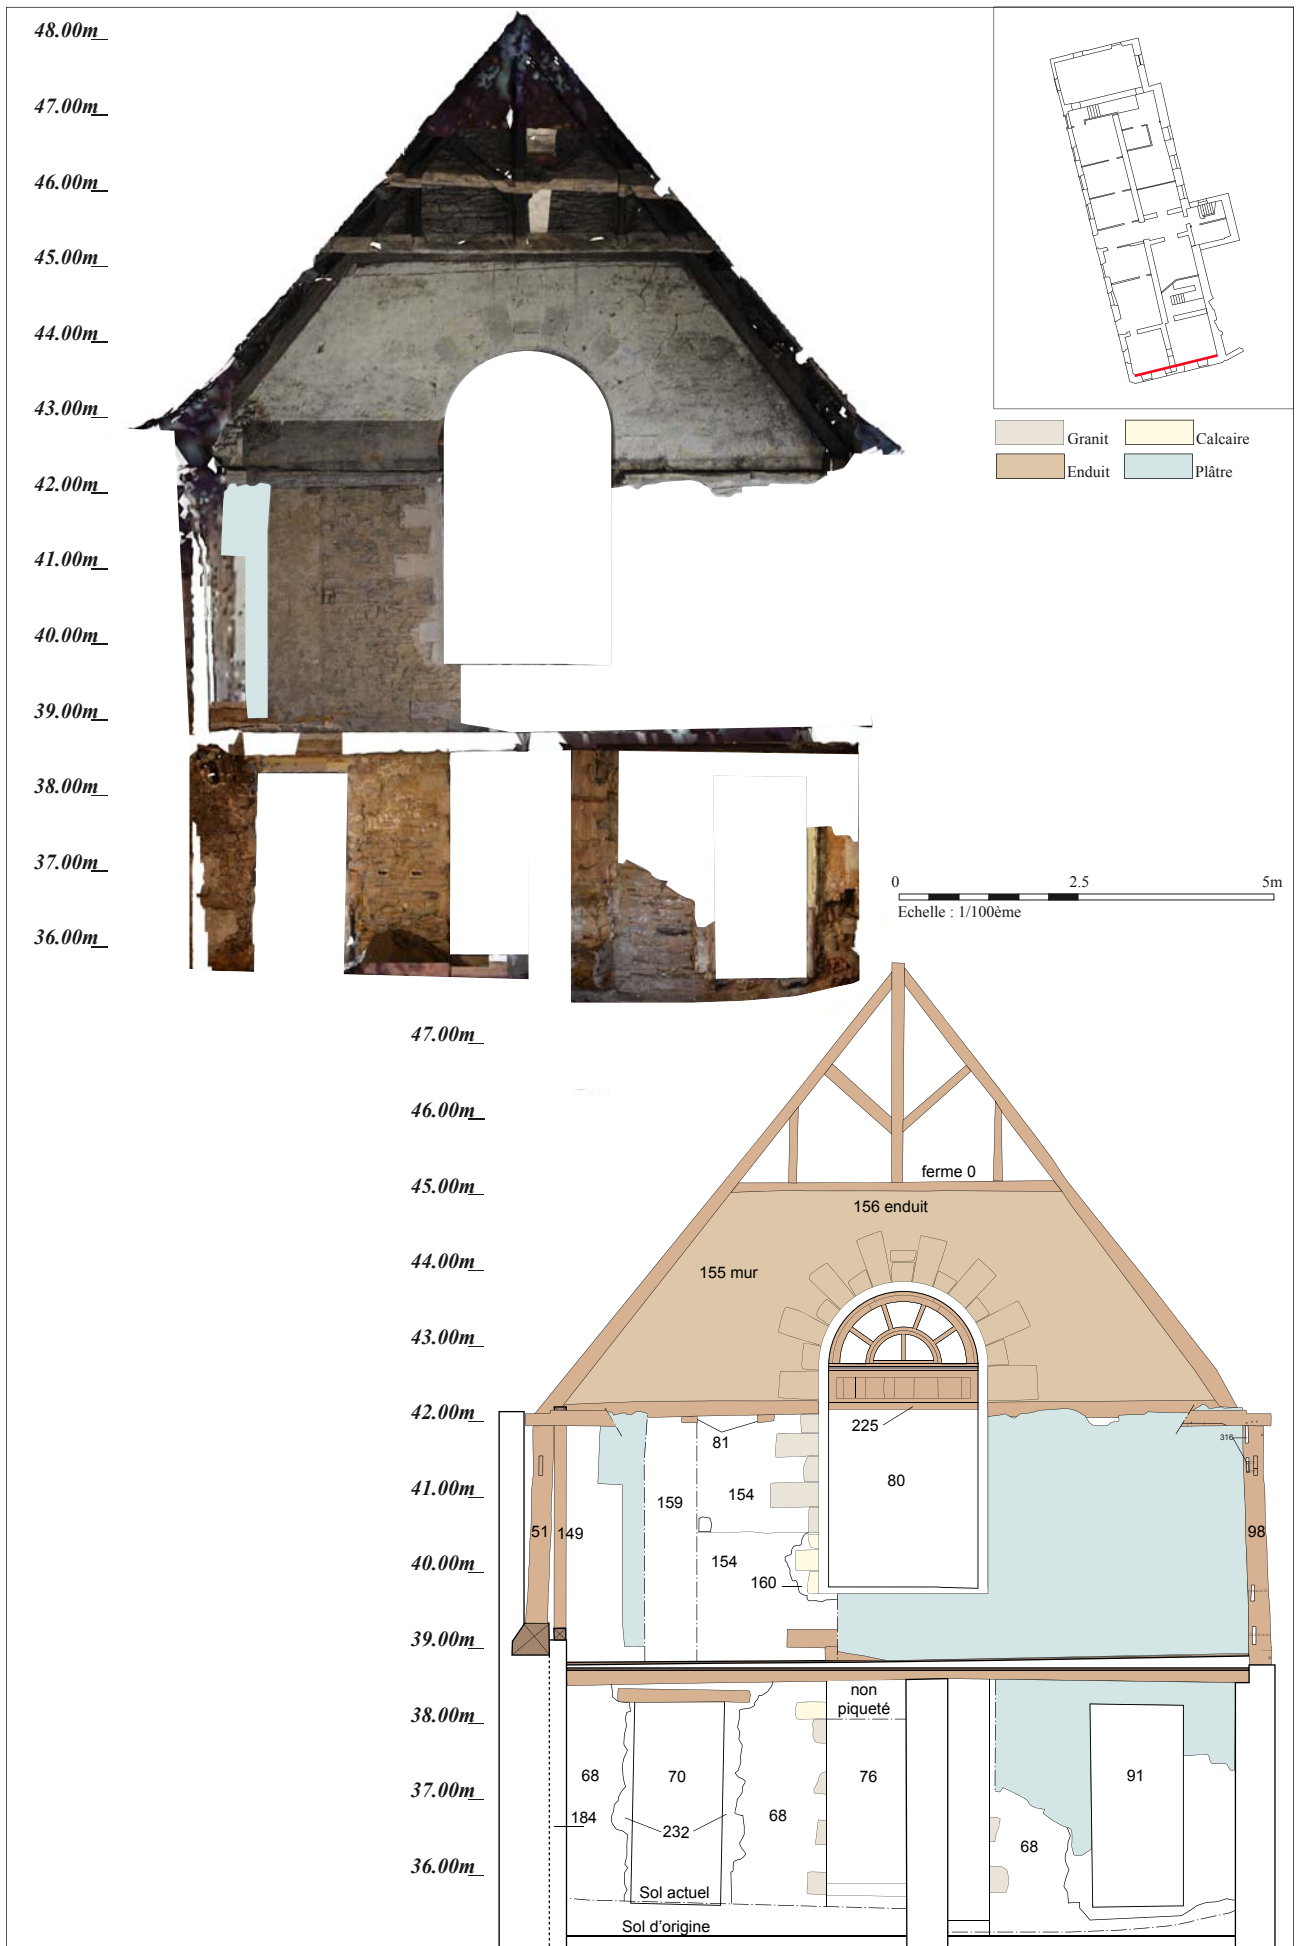 48.00m
47.00m
46.00m
45.00m
44.00m
43.00m
42.00m
41.00m
40.00m
39.00m
38.00m
37.00m
36.00m
Granit
Calcaire
Enduit
Plâtre
0 2.5 5m
Echelle : 1/100ème
47.00m
46.00m
45.00m
44.00m
43.00m
42.00m
41.00m
40.00m
39.00m
38.00m
37.00m
36.00m
ferme 0
156 enduit
155 mur
225
81
316
80
159
154
51
149
98
154
160
non
piqueté
68
70
76
91
184
68
232
68
Sol actuel
Sol d'origine